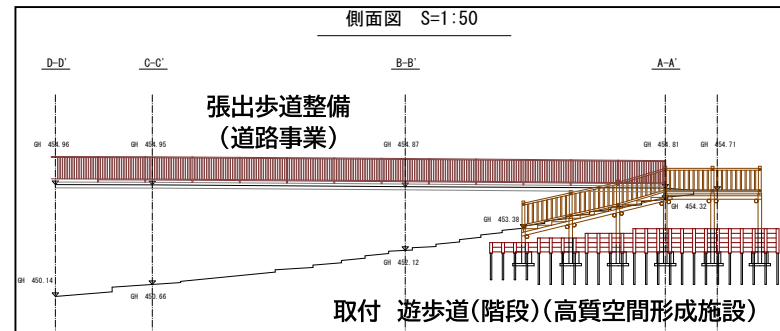 側面図 S=1:50
D-D' C-C' B-B' A-A'
張出歩道整備
(道路事業)
GH 454.96 GH 454.95 GH 454.87 GH 454.81 GH 454.71
GH 454.32
GH 453.38
GH 452.12
GH 450.14
GH 450.66
取付 遊歩道(階段)(高質空間形成施設)